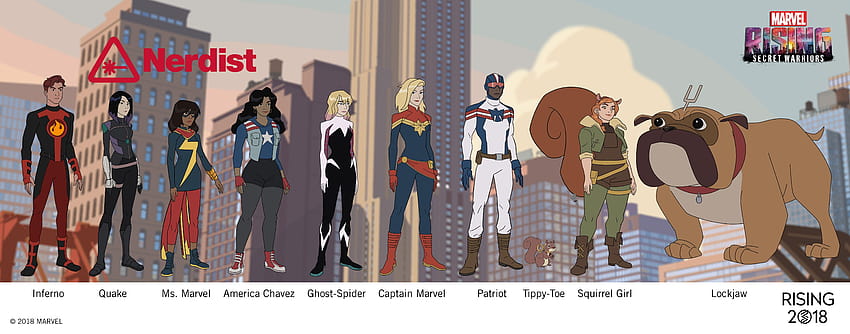 MARVEL
RISING
SECRET WARRIORS
Nerdist
Inferno
Quake
Ms. Marvel
America Chavez
Ghost-Spider
Captain Marvel
Patriot
Tippy-Toe
Squirrel Girl
Lockjaw
RISING
2018
© 2018 MARVEL